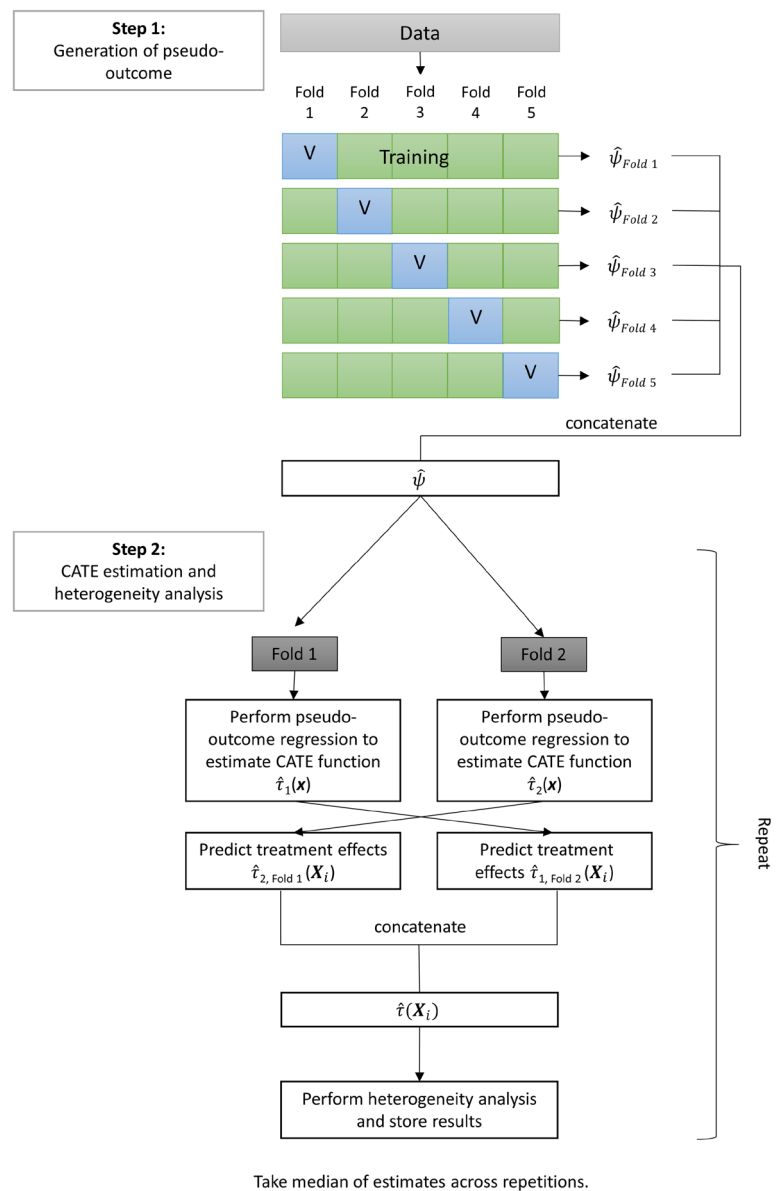 Step 1:
Generation of pseudo-
outcome
Data
Fold Fold Fold Fold Fold
1 2 3 4 5
V Training
ψ̂ Fold 1
V
ψ̂ Fold 2
V
ψ̂ Fold 3
V
ψ̂ Fold 4
V
ψ̂ Fold 5
concatenate
ψ̂
Step 2:
CATE estimation and
heterogeneity analysis
Fold 1
Fold 2
Perform pseudo-
outcome regression to
estimate CATE function
τ̂₁(x)
Perform pseudo-
outcome regression to
estimate CATE function
τ̂₂(x)
Predict treatment effects
τ̂₂, Fold 1 (Xᵢ)
Predict treatment
effects τ̂₁, Fold 2 (Xᵢ)
Repeat
concatenate
τ̂(Xᵢ)
Perform heterogeneity analysis
and store results
Take median of estimates across repetitions.